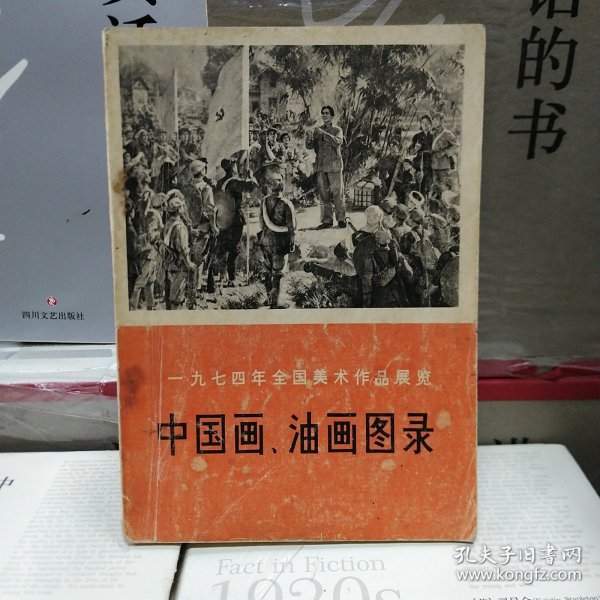 的书
四川文艺出版社
一九七四年全国美术作品展览
中国画、油画图录
Fact in Fiction
1920s
孔夫子旧书网
www.kongfz.com